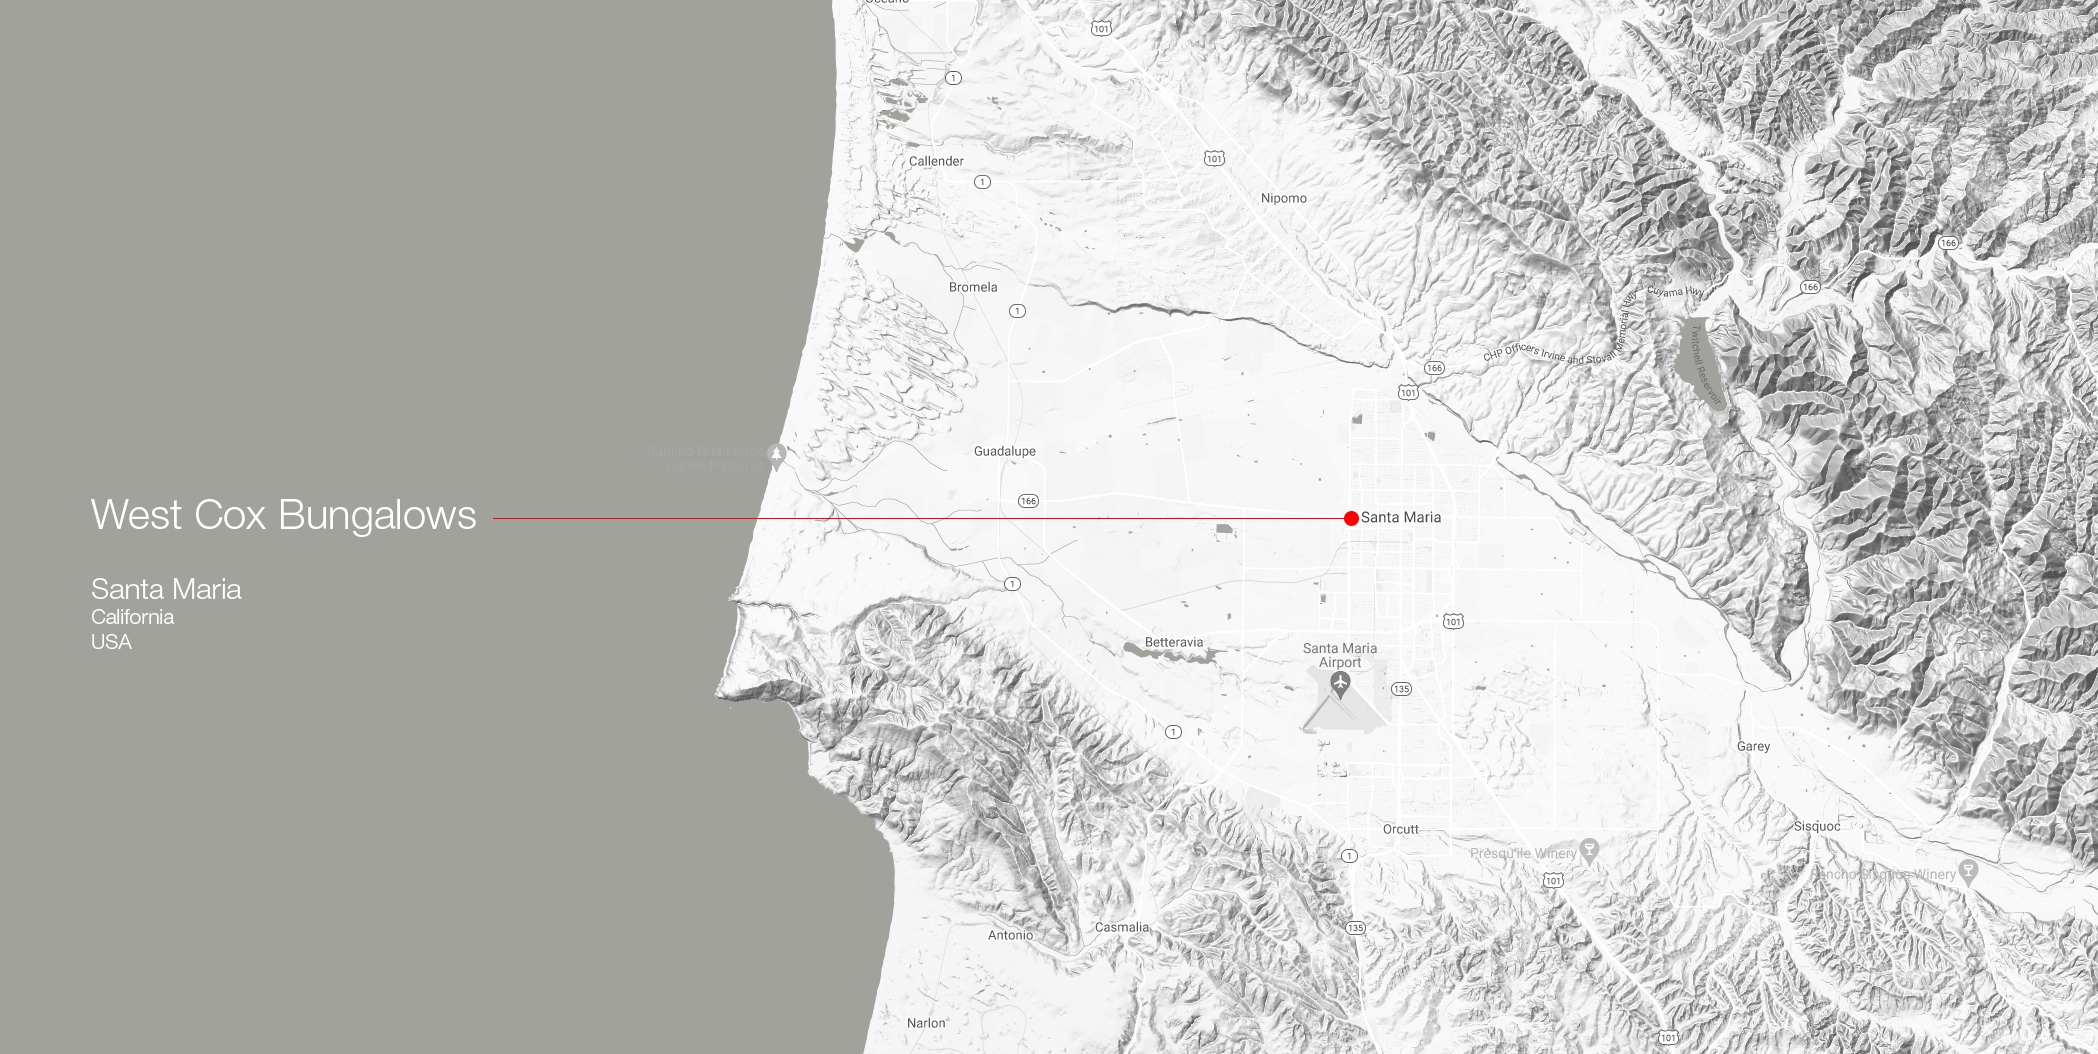 Oceano
101
1
101
Callender
1
Nipomo
166
Bromela
1
Cuyama Hwy
166
CHP Officers Irvine and Stovall Memorial Hwy
Twitchell Reservoir
166
101
Rancho Guadalupe
Dunes Preserve
Guadalupe
166
West Cox Bungalows
Santa Maria
Santa Maria
California
USA
1
101
Betteravia
Santa Maria
Airport
135
1
Garey
Orcutt
Sisquoc
1
Presqu'ile Winery
101
Rancho Sisquoc Winery
Antonio
Casmalia
135
Narlon
101